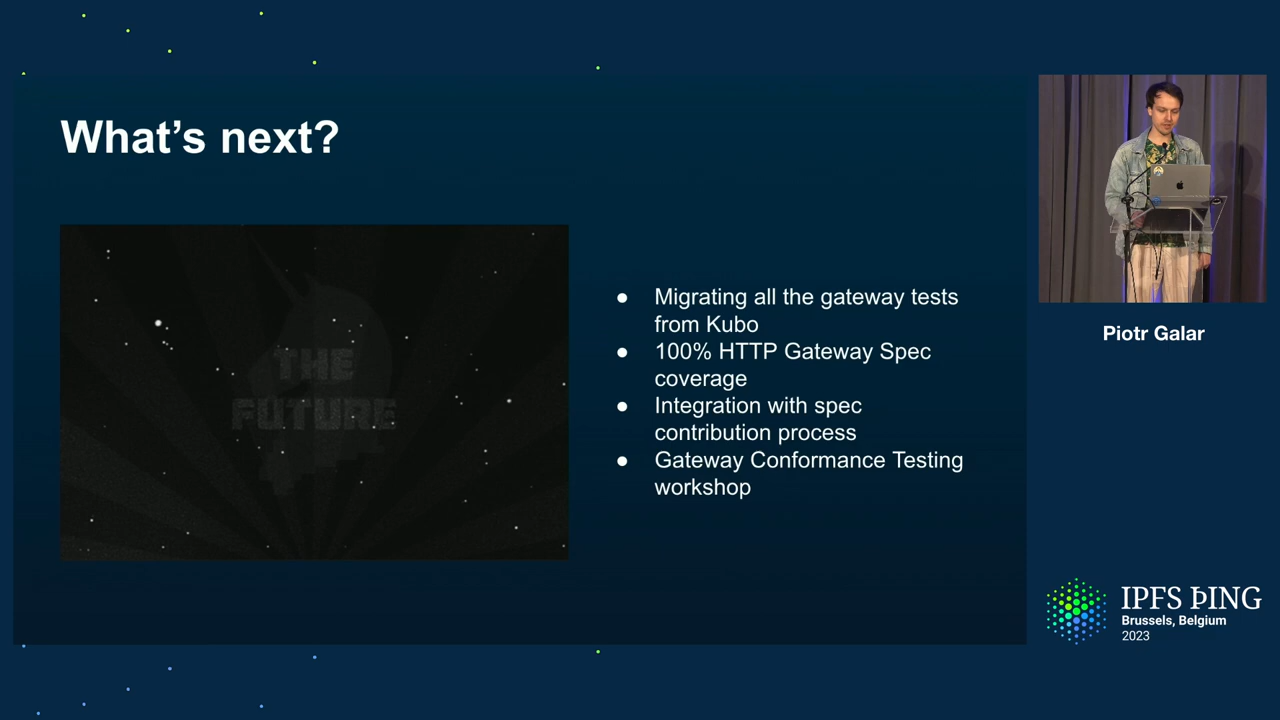 What's next?
THE
FUTURE
● Migrating all the gateway tests
from Kubo
● 100% HTTP Gateway Spec
coverage
● Integration with spec
contribution process
● Gateway Conformance Testing
workshop
Piotr Galar
IPFS ÞING
Brussels, Belgium
2023